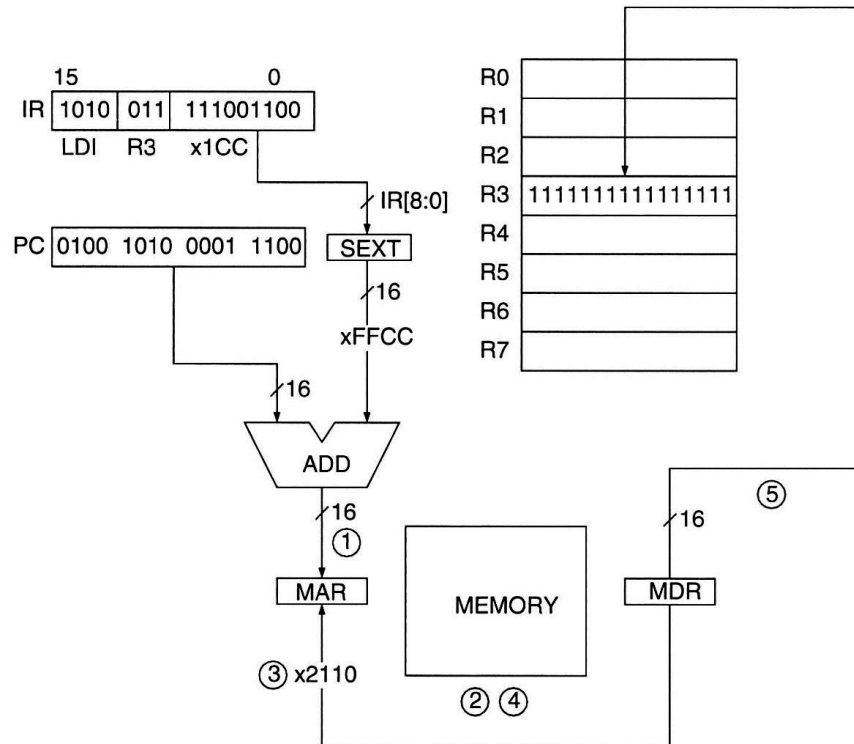 15 0
IR 1010 011 111001100
LDI R3 x1CC
IR[8:0]
PC 0100 1010 0001 1100
SEXT
16
xFFCC
16
ADD
16
①
MAR
③ x2110
MEMORY
② ④
R0
R1
R2
R3 1111111111111111
R4
R5
R6
R7
⑤
16
MDR